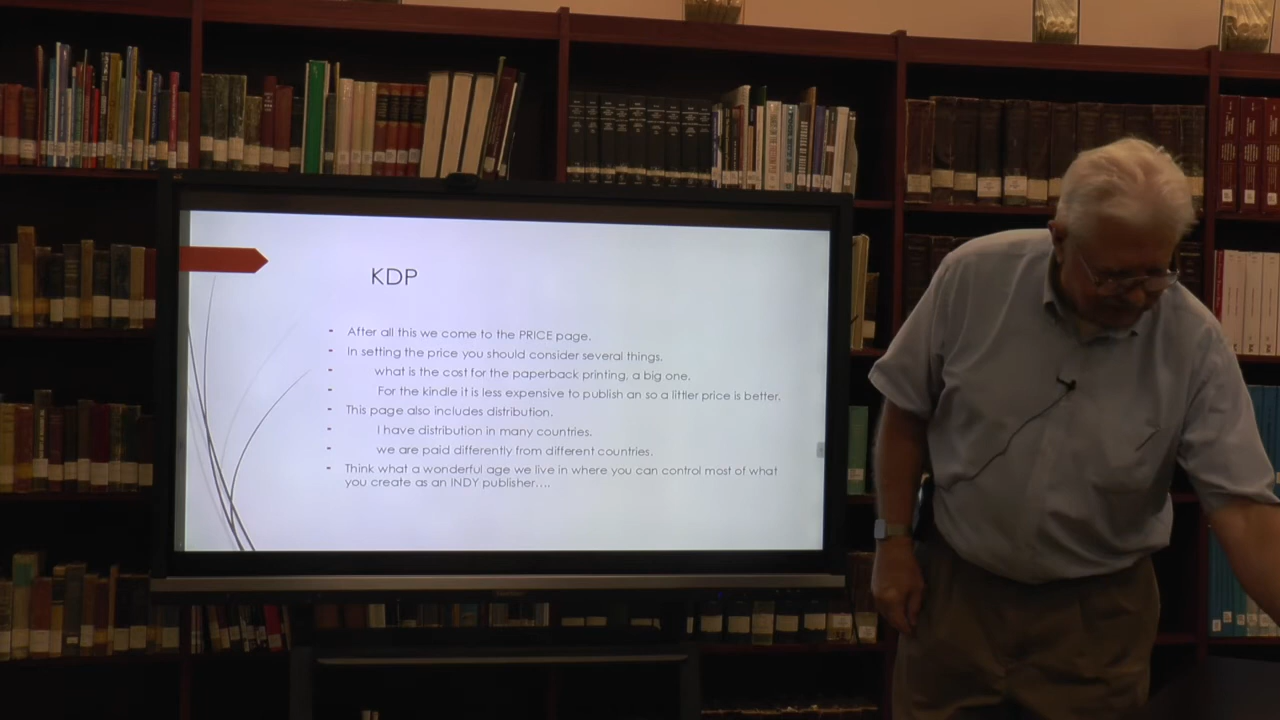 KDP
- After all this we come to the PRICE page.
- In setting the price you should consider several things.
- what is the cost for the paperback printing, a big one.
- For the kindle it is less expensive to publish an so a littler price is better.
- This page also includes distribution.
- I have distribution in many countries.
- we are paid differently from different countries.
- Think what a wonderful age we live in where you can control most of what
you create as an INDY publisher....